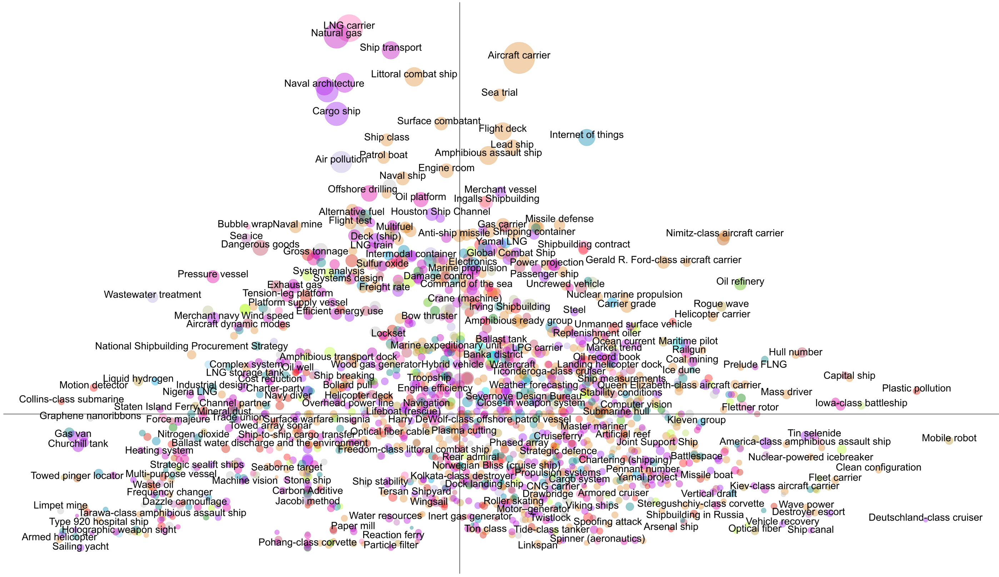 LNG carrier
Natural gas
Ship transport
Aircraft carrier
Littoral combat ship
Naval architecture
Sea trial
Cargo ship
Surface combatant
Flight deck
Internet of things
Ship class
Lead ship
Amphibious assault ship
Patrol boat
Air pollution
Engine room
Naval ship
Offshore drilling
Merchant vessel
Oil platform
Ingalls Shipbuilding
Alternative fuel
Houston Ship Channel
Flight test
Missile defense
Bubble wrap
Naval mine
Multifuel
Gas carrier
Anti-ship missile
Shipping container
Nimitz-class aircraft carrier
Sea ice
Deck (ship)
Yamal LNG
Dangerous goods
LNG train
Shipbuilding contract
Gross tonnage
Intermodal container
Global Combat Ship
Sulfur oxide
Electronics
Power projection
Gerald R. Ford-class aircraft carrier
Marine propulsion
System analysis
Pressure vessel
Systems design
Damage control
Passenger ship
Exhaust gas
Freight rate
Command of the sea
Uncrewed vehicle
Oil refinery
Wastewater treatment
Tension-leg platform
Nuclear marine propulsion
Crane (machine)
Platform supply vessel
Carrier grade
Rogue wave
Irving Shipbuilding
Efficient energy use
Steel
Helicopter carrier
Merchant navy
Wind speed
Bow thruster
Amphibious ready group
Aircraft dynamic modes
Unmanned surface vehicle
Lockset
Replenishment oiler
Ballast tank
Ocean current
Maritime pilot
National Shipbuilding Procurement Strategy
Marine expeditionary unit
LPG carrier
Market trend
Railgun
Hull number
Amphibious transport dock
Banka district
Oil record book
Coal mining
Complex system
Oil well
Wood gas generator
Hybrid vehicle
Watercraft
Landing helicopter dock
Prelude FLNG
LNG storage tank
Ticonderoga-class cruiser
Ice dune
Liquid hydrogen
Cost reduction
Ship breaking
Troopship
Ship measurements
Capital ship
Motion detector
Industrial design
Charter-party
Bollard pull
Engine efficiency
Weather forecasting
Queen Elizabeth-class aircraft carrier
Plastic pollution
Nigeria LNG
Navy diver
Helicopter deck
Severnoye Design Bureau
Stability conditions
Mass driver
Collins-class submarine
Channel partner
Overhead power line
Navigation
Close-in weapon system
Computer vision
Iowa-class battleship
Staten Island Ferry
Mineral dust
Lifeboat (rescue)
Submarine hull
Flettner rotor
Graphene nanoribbons
Force majeure
Trade union
Surface warfare insignia
Harry DeWolf-class offshore patrol vessel
Kleven group
Towed array sonar
Master mariner
Gas van
Nitrogen dioxide
Ship-to-ship cargo transfer
Optical fiber cable
Plasma cutting
Cruiseferry
Artificial reef
Tin selenide
Mobile robot
Churchill tank
Ballast water discharge and the environment
Phased array
Joint Support Ship
America-class amphibious assault ship
Heating system
Freedom-class littoral combat ship
Strategic defence
Rear admiral
Battlespace
Nuclear-powered icebreaker
Strategic sealift ships
Seaborne target
Norwegian Bliss (cruise ship)
Chartering (shipping)
Clean configuration
Towed pinger locator
Multi-purpose vessel
Kolkata-class destroyer
Propulsion systems
Pennant number
Missile boat
Fleet carrier
Machine vision
Stone ship
Ship stability
Dock landing ship
Cargo system
Yamal project
Waste oil
CNG carrier
Kiev-class aircraft carrier
Frequency changer
Carbon Additive
Tersan Shipyard
Drawbridge
Armored cruiser
Vertical draft
Dazzle camouflage
Jacobi method
Wingsail
Roller skating
Limpet mine
Motor–generator
Viking ships
Steregushchiy-class corvette
Wave power
Tarawa-class amphibious assault ship
Water resources
Inert gas generator
Twistlock
Shipbuilding in Russia
Destroyer escort
Deutschland-class cruiser
Type 920 hospital ship
Spoofing attack
Vehicle recovery
Holographic weapon sight
Paper mill
Ton class
Tide-class tanker
Arsenal ship
Optical fiber
Ship canal
Armed helicopter
Reaction ferry
Spinner (aeronautics)
Sailing yacht
Pohang-class corvette
Particle filter
Linkspan